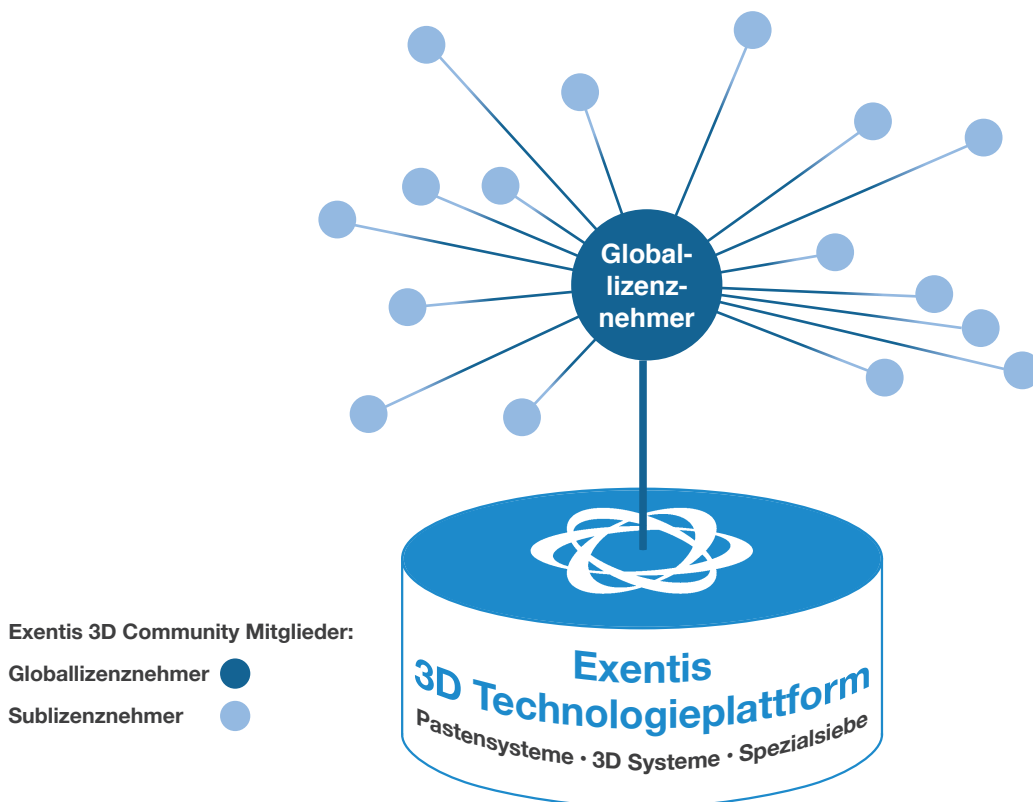 Global-
lizenz-
nehmer
Exentis 3D Community Mitglieder:
Globallizenznehmer
Sublizenznehmer
Exentis
3D Technologieplattform
Pastensysteme · 3D Systeme · Spezialsiebe